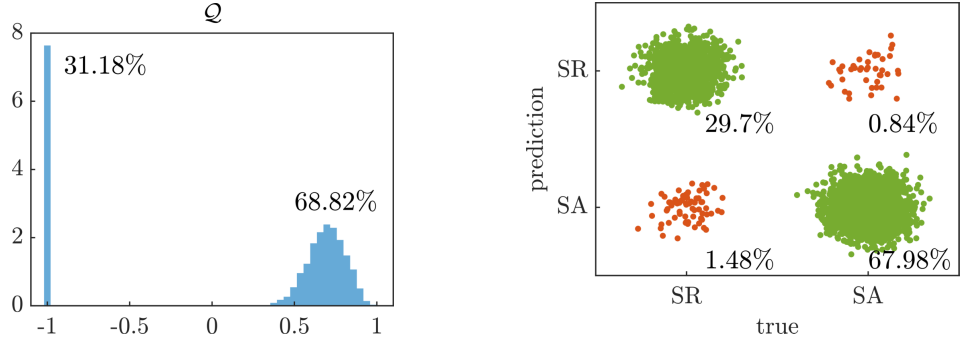 𝒬
8
6
4
2
0
31.18%
68.82%
-1 -0.5 0 0.5 1
prediction
SR
SA
29.7% 0.84%
1.48% 67.98%
SR SA
true